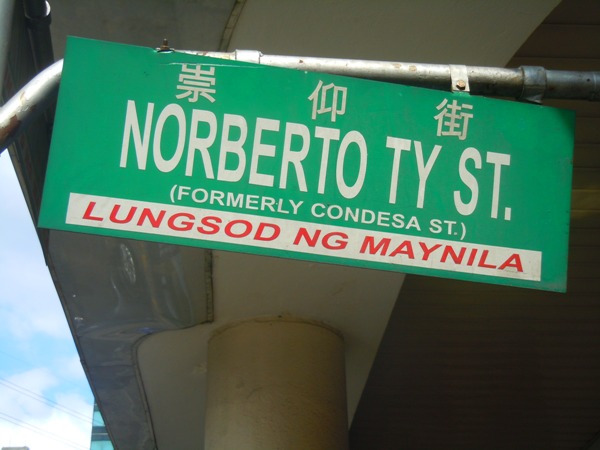 崇仰街
NORBERTO TY ST.
(FORMERLY CONDESA ST.)
LUNGSOD NG MAYNILA